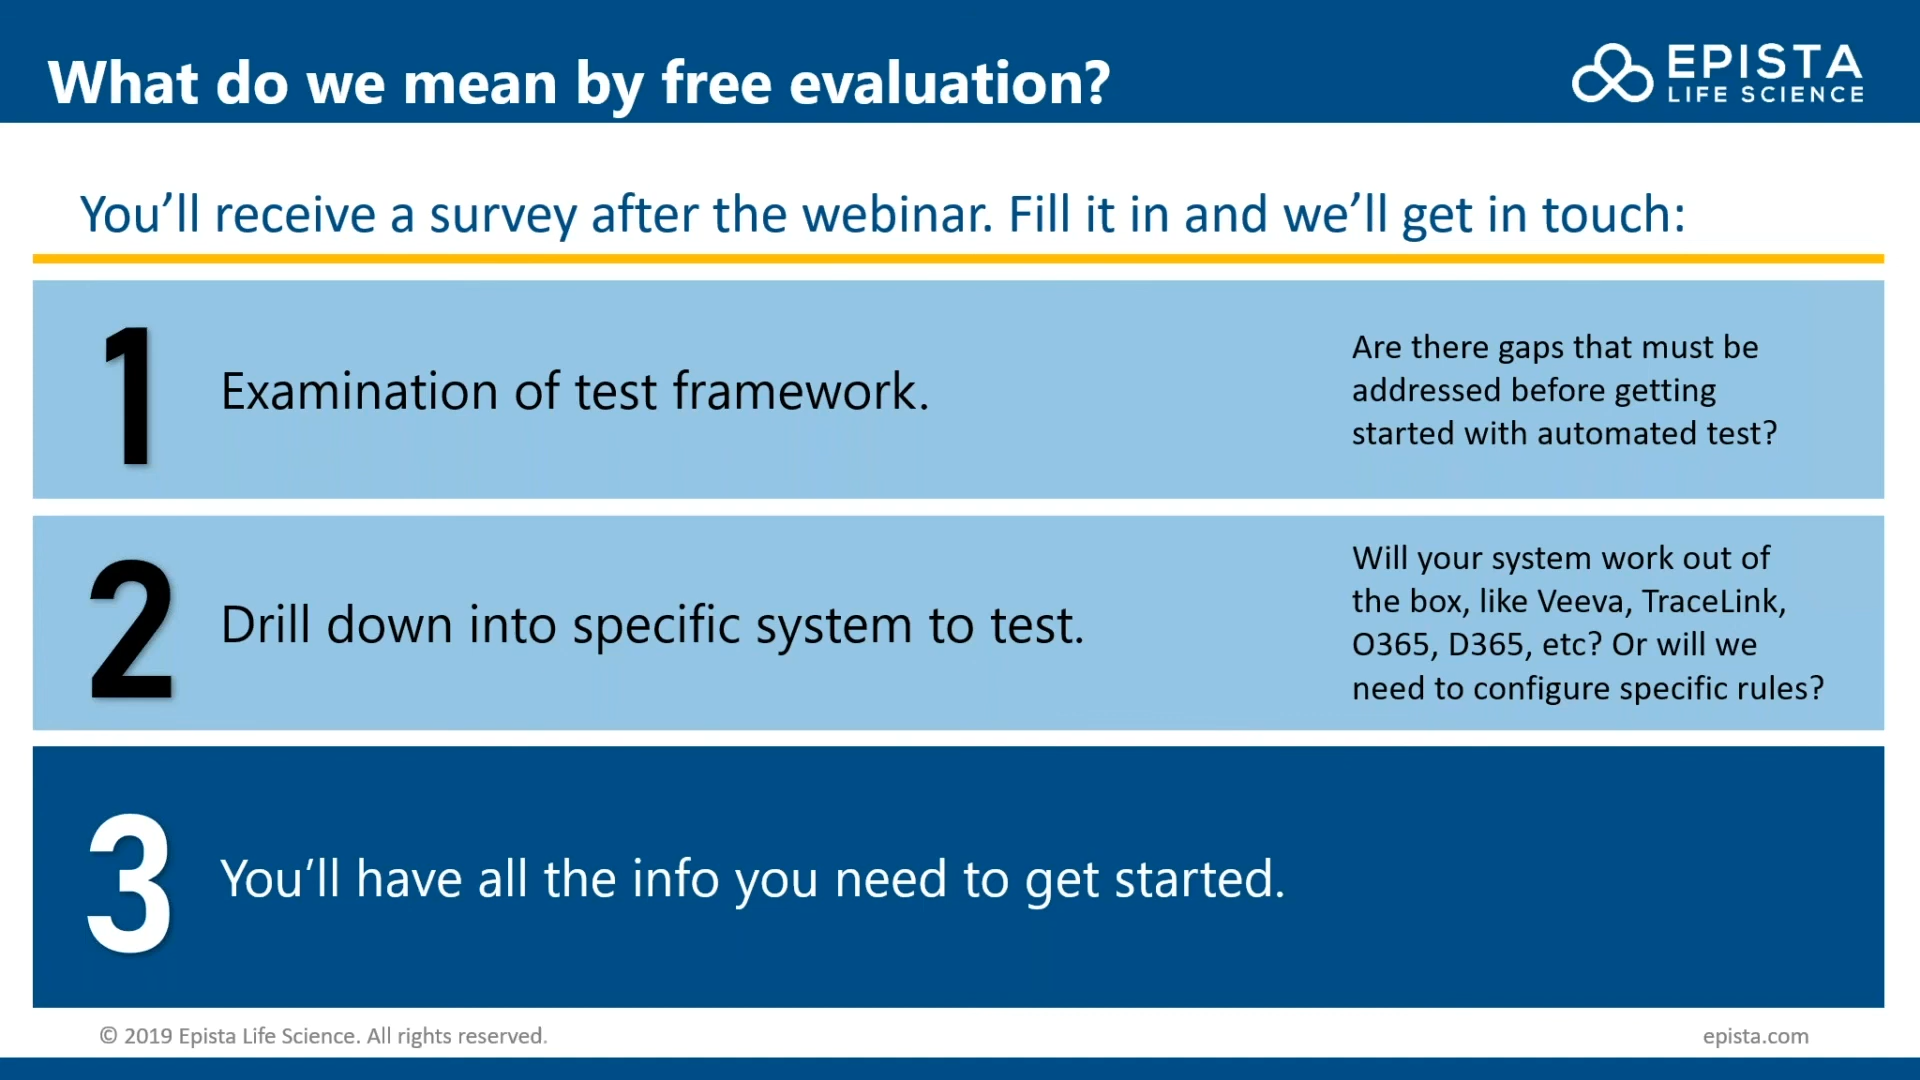 What do we mean by free evaluation?
EPISTA
LIFE SCIENCE
You’ll receive a survey after the webinar. Fill it in and we’ll get in touch:
1
Examination of test framework.
Are there gaps that must be
addressed before getting
started with automated test?
2
Drill down into specific system to test.
Will your system work out of
the box, like Veeva, TraceLink,
O365, D365, etc? Or will we
need to configure specific rules?
3
You’ll have all the info you need to get started.
© 2019 Epista Life Science. All rights reserved.
epista.com